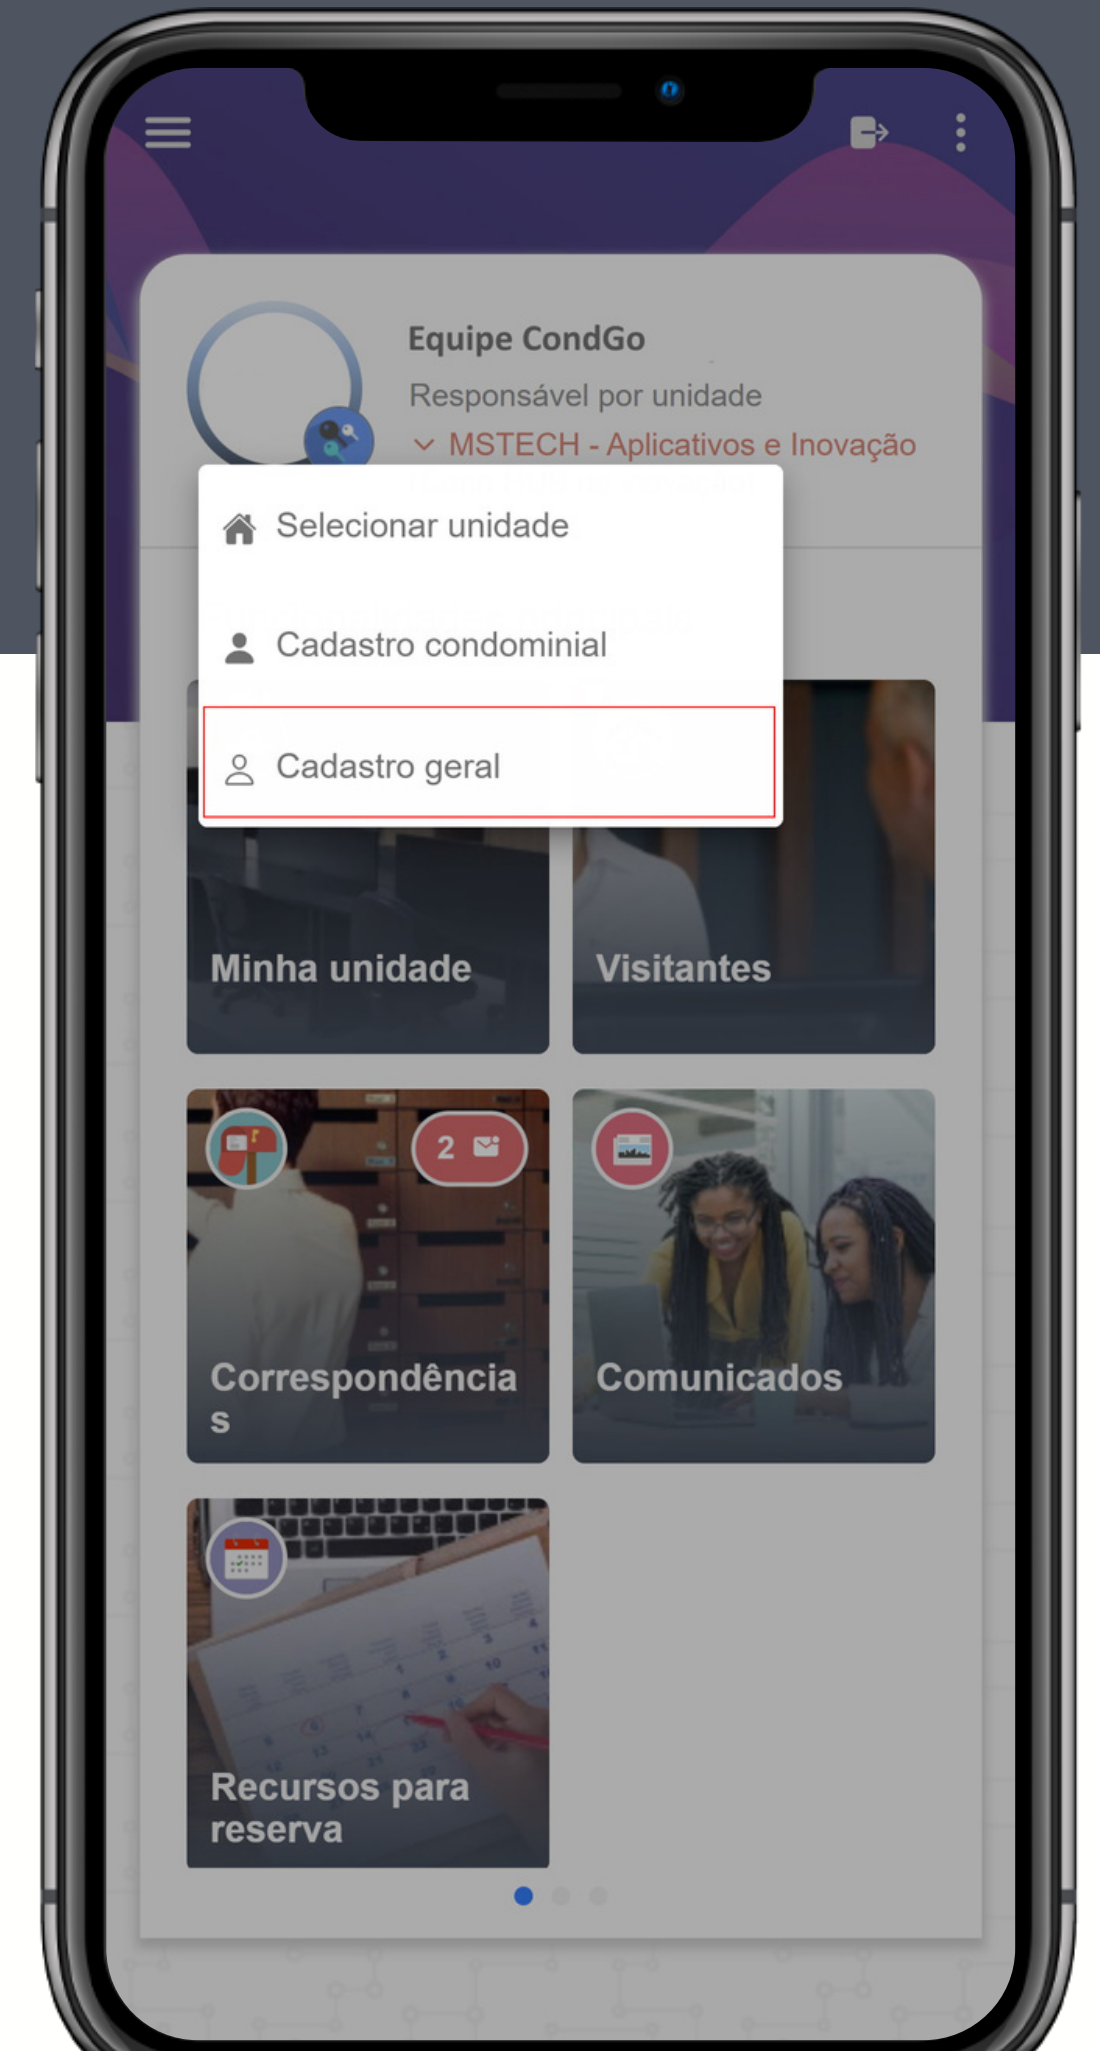 Equipe CondGo
Responsável por unidade
MSTECH - Aplicativos e Inovação
Selecionar unidade
Cadastro condominial
Cadastro geral
Minha unidade
Visitantes
2
Correspondência
s
Comunicados
Recursos para
reserva